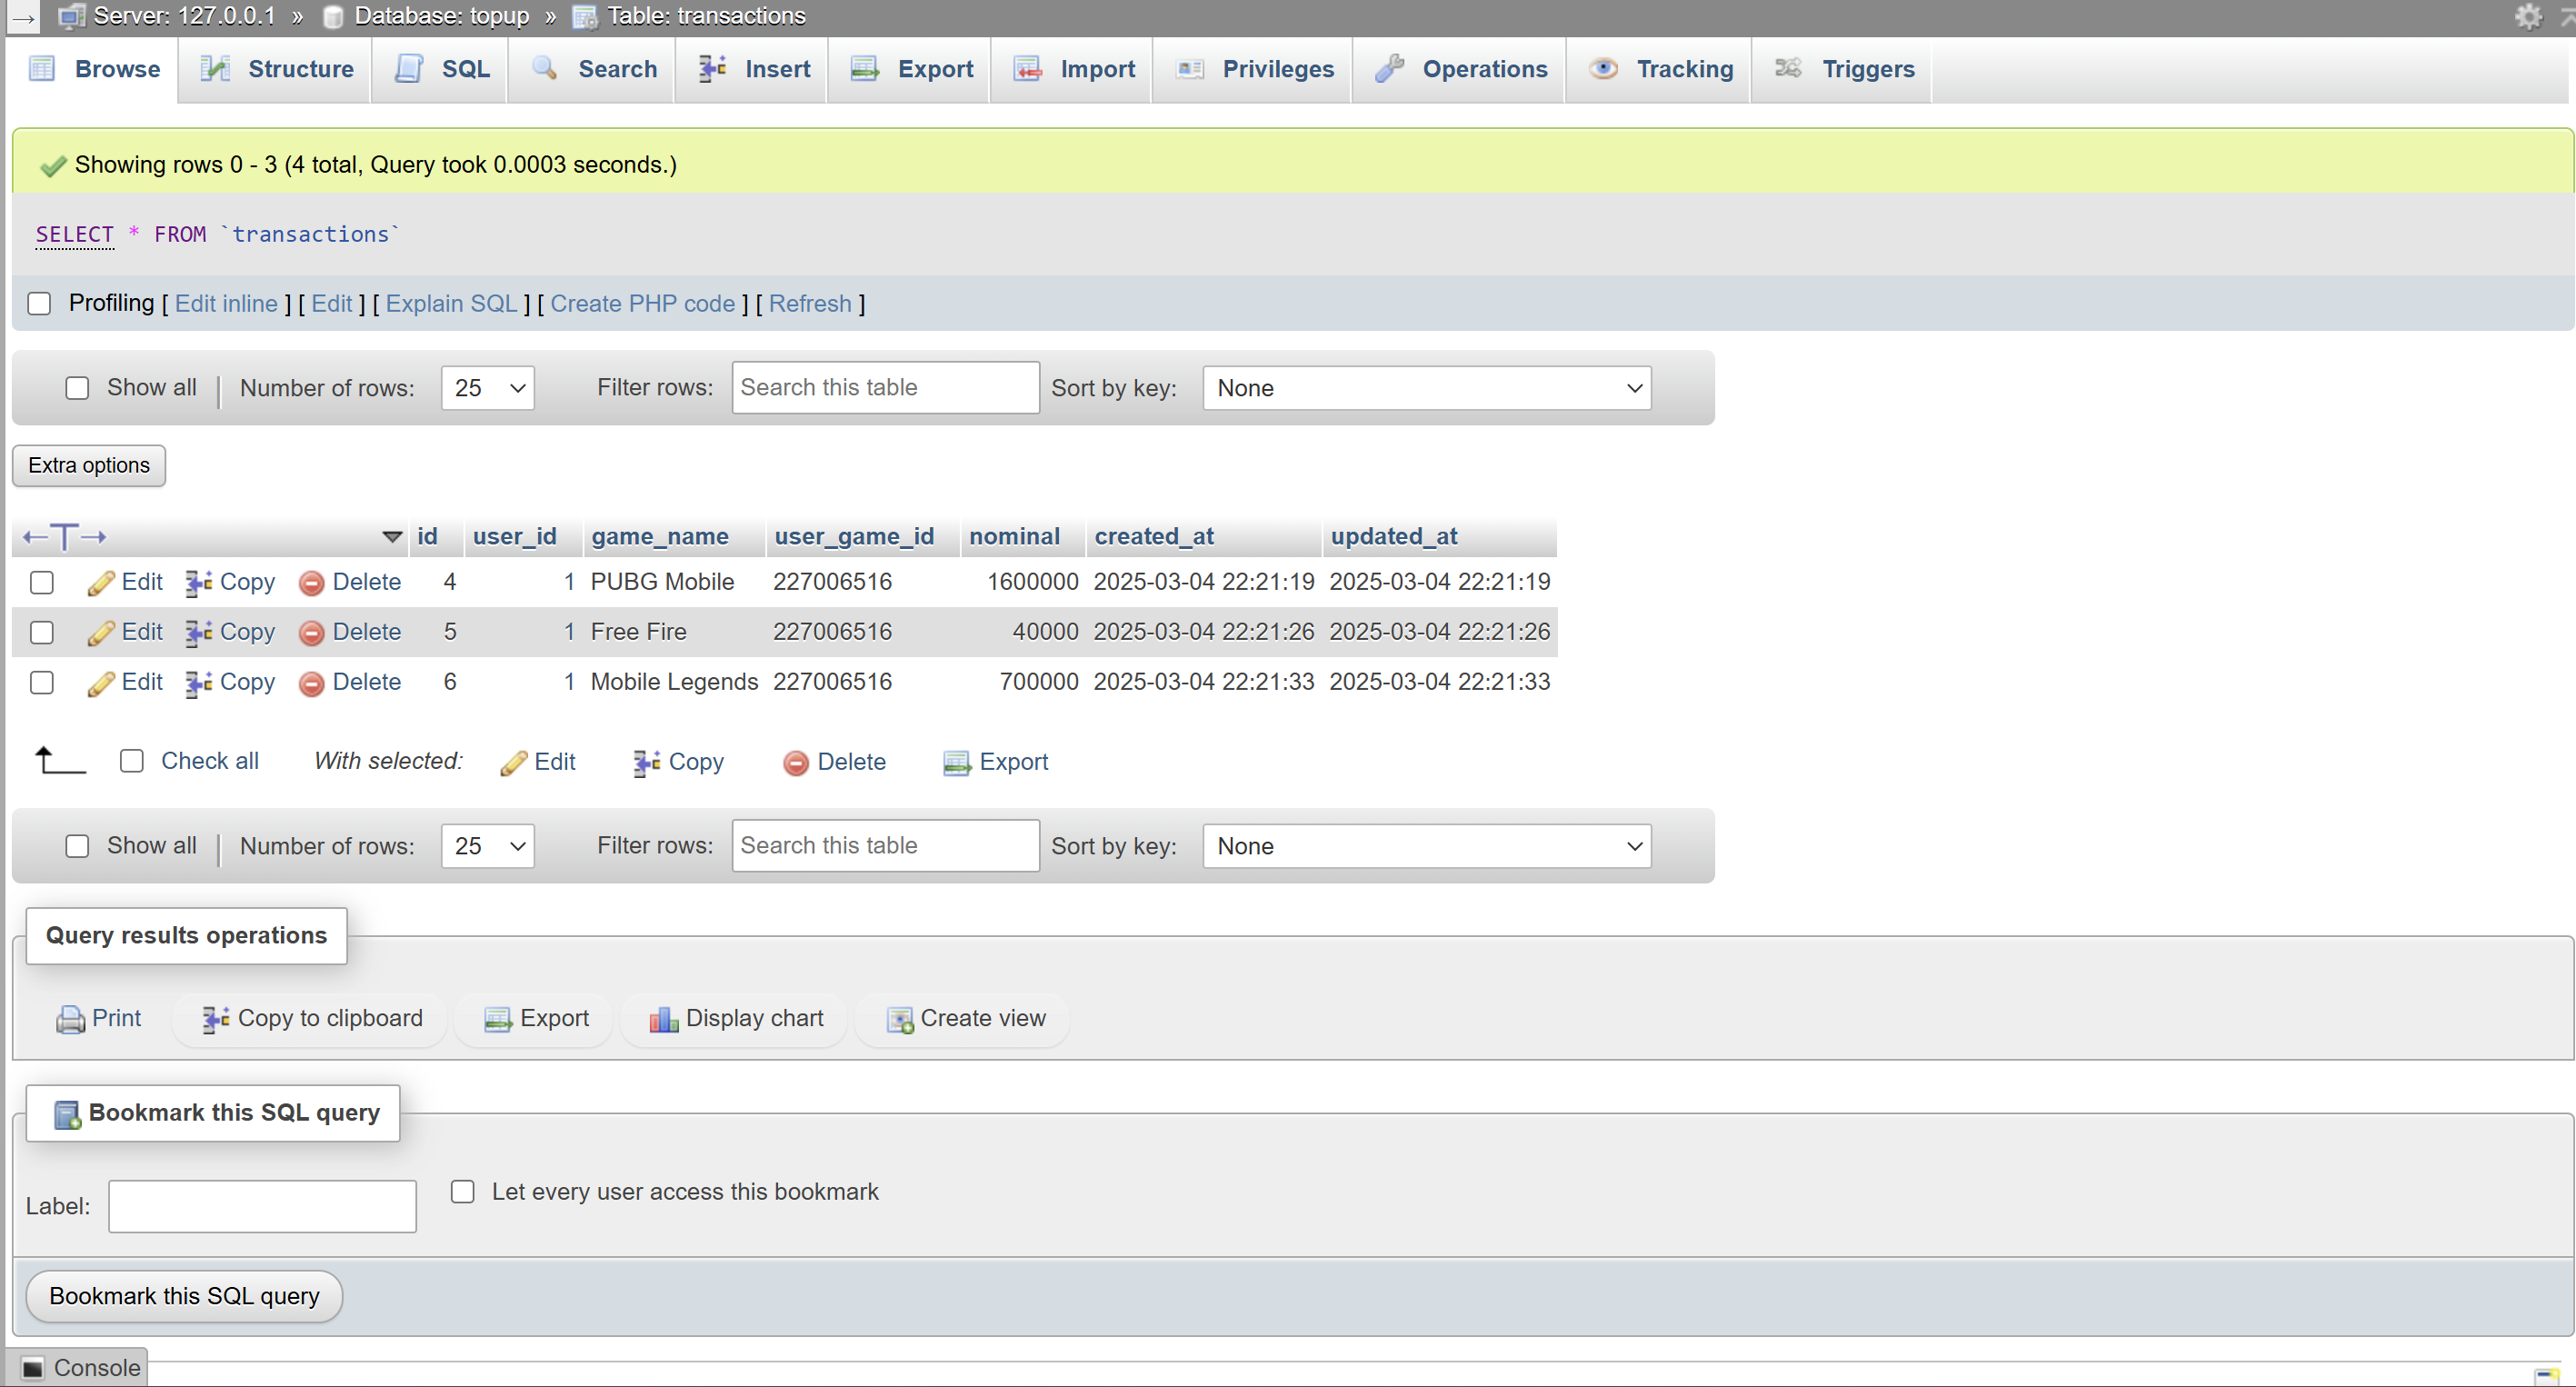 → Server: 127.0.0.1 » Database: topup » Table: transactions
Browse Structure SQL Search Insert Export Import Privileges Operations Tracking Triggers
Showing rows 0 - 3 (4 total, Query took 0.0003 seconds.)
SELECT * FROM `transactions`
Profiling [ Edit inline ] [ Edit ] [ Explain SQL ] [ Create PHP code ] [ Refresh ]
Show all | Number of rows: 25 Filter rows: Search this table Sort by key: None
Extra options
←T→ id user_id game_name user_game_id nominal created_at updated_at
Edit Copy Delete 4 1 PUBG Mobile 227006516 1600000 2025-03-04 22:21:19 2025-03-04 22:21:19
Edit Copy Delete 5 1 Free Fire 227006516 40000 2025-03-04 22:21:26 2025-03-04 22:21:26
Edit Copy Delete 6 1 Mobile Legends 227006516 700000 2025-03-04 22:21:33 2025-03-04 22:21:33
Check all With selected: Edit Copy Delete Export
Show all | Number of rows: 25 Filter rows: Search this table Sort by key: None
Query results operations
Print Copy to clipboard Export Display chart Create view
Bookmark this SQL query
Label: Let every user access this bookmark
Bookmark this SQL query
Console